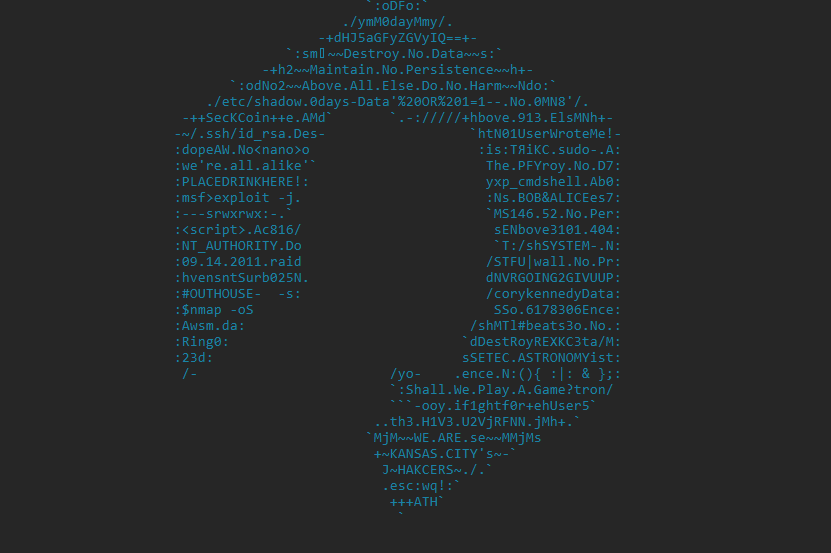 `:oDFo:`
./ymM0dayMmy/.
-+dHJ5aGFyZGVyIQ==+-
`:sm~~Destroy.No.Data~~s:`
-+h2~~Maintain.No.Persistence~~h+-
`:odNo2~~Above.All.Else.Do.No.Harm~~Ndo:`
./etc/shadow.0days-Data'%20OR%201=1--.No.0MN8'/.
-++SecKCoin++e.AMd` `.-://///+hbove.913.ElsMNh+-
-~/.ssh/id_rsa.Des- `htN01UserWroteMe!-
:dopeAW.No<nano>o :is:TЯiKC.sudo-.A:
:we're.all.alike'` The.PFYroy.No.D7:
:PLACEDRINKHERE!: yxp_cmdshell.Ab0:
:msf>exploit -j. :Ns.BOB&ALICEes7:
:---srwxrwx:-.` `MS146.52.No.Per:
:<script>.Ac816/ sENbove3101.404:
:NT_AUTHORITY.Do `T:/shSYSTEM-.N:
:09.14.2011.raid /STFU|wall.No.Pr:
:hvensntSurb025N. dNVRGOING2GIVUUP:
:#OUTHOUSE- -s: /corykennedyData:
:$nmap -oS SSo.6178306Ence:
:Awsm.da: /shMTl#beats3o.No.:
:Ring0: `dDestRoyREXKC3ta/M:
:23d: sSETEC.ASTRONOMYist:
/- /yo- .ence.N:(){ :|: & };:
`:Shall.We.Play.A.Game?tron/
```-ooy.if1ghtf0r+ehUser5`
..th3.H1V3.U2VjRFNN.jMh+.`
`MjM~~WE.ARE.se~~MMjMs
+~KANSAS.CITY's~-`
J~HAKCERS~./.`
.esc:wq!:`
+++ATH`
`